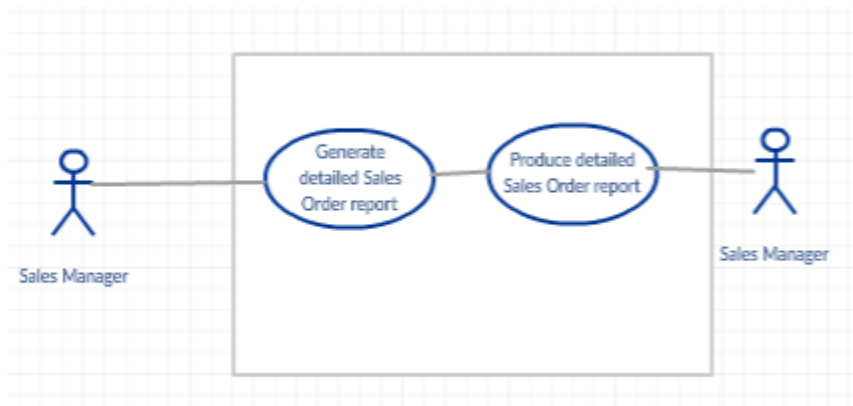 Generate
detailed Sales
Order report
Produce detailed
Sales Order report
Sales Manager
Sales Manager